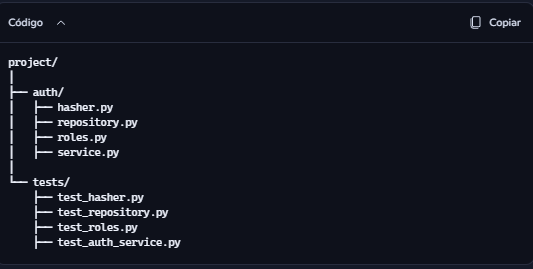 Código Copiar
project/
│
├── auth/
│   ├── hasher.py
│   ├── repository.py
│   ├── roles.py
│   ├── service.py
│
└── tests/
    ├── test_hasher.py
    ├── test_repository.py
    ├── test_roles.py
    ├── test_auth_service.py